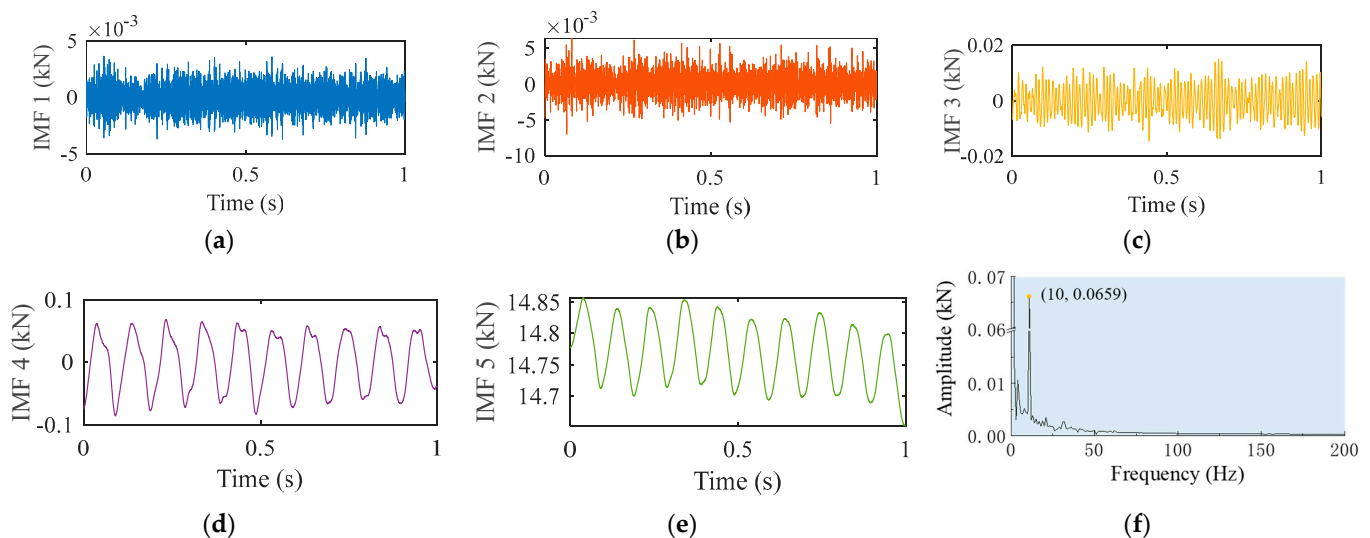 ×10⁻³
5
0
-5
IMF 1 (kN)
0
0.5
1
Time (s)
(a)
×10⁻³
5
0
-5
-10
IMF 2 (kN)
0
0.5
1
Time (s)
(b)
0.02
0
-0.02
IMF 3 (kN)
0
0.5
1
Time (s)
(c)
0.1
0
-0.1
IMF 4 (kN)
0
0.5
1
Time (s)
(d)
14.85
14.8
14.75
14.7
IMF 5 (kN)
0
0.5
1
Time (s)
(e)
0.07
(10, 0.0659)
0.06
0.01
0.00
Amplitude (kN)
0
50
100
150
200
Frequency (Hz)
(f)